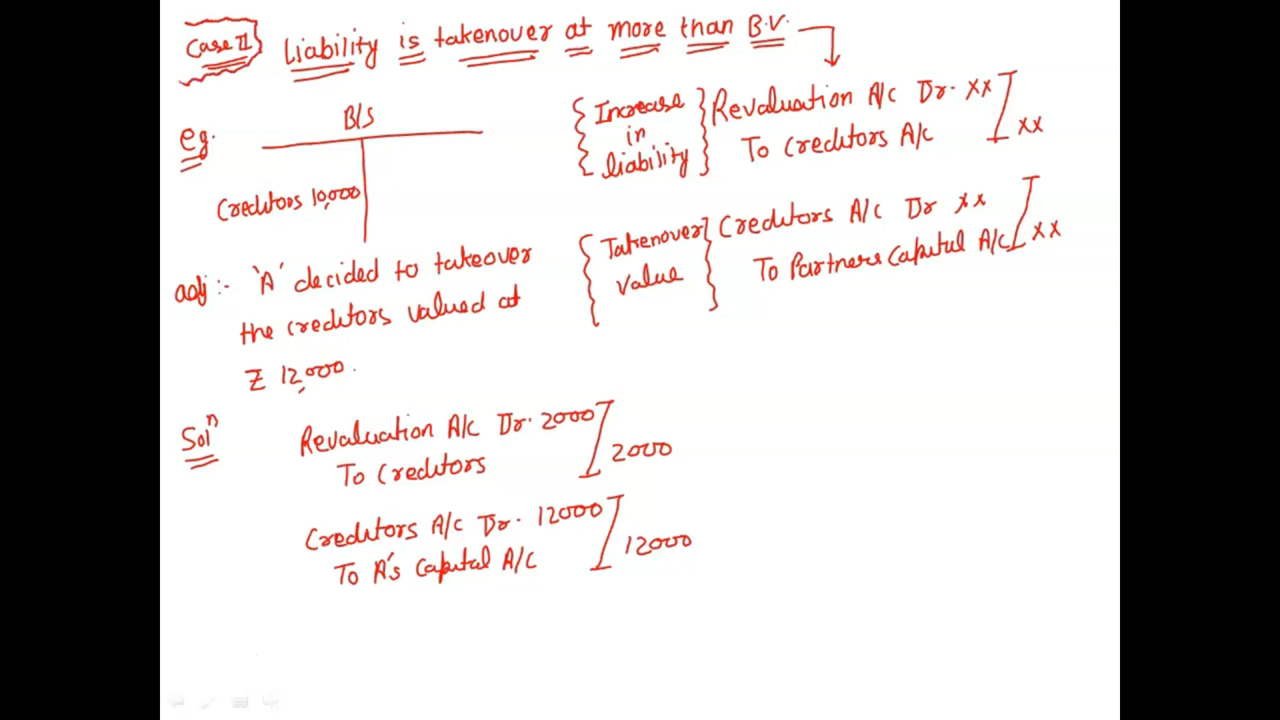 Case II Liability is takenover at more than B.V.
eg. B/S
Creditors 10,000
{Increase in liability} Revaluation A/c Dr. xx
To Creditors A/c xx
{Takenover value} Creditors A/c Dr xx
To Partners Capital A/c xx
adj:- 'A' decided to takeover
the creditors valued at
₹ 12,000.
Solⁿ Revaluation A/c Dr. 2000
To Creditors 2000
Creditors A/c Dr. 12000
To A's Capital A/c 12000